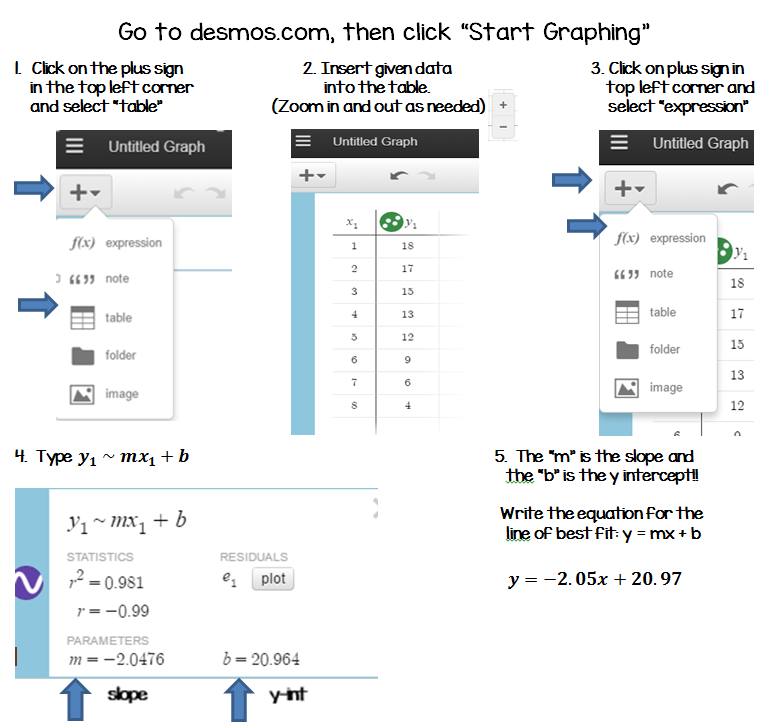 Go to desmos.com, then click “Start Graphing”
1. Click on the plus sign
in the top left corner
and select "table"
Untitled Graph
f(x) expression
note
table
folder
image
2. Insert given data
into the table.
(Zoom in and out as needed)
+
−
Untitled Graph
x₁ y₁
1 18
2 17
3 15
4 13
5 12
6 9
7 6
8 4
3. Click on plus sign in
top left corner and
select "expression"
Untitled Graph
f(x) expression
note
table
folder
image
y₁
18
17
15
13
12
4. Type y₁ ~ mx₁ + b
y₁ ~ mx₁ + b
STATISTICS RESIDUALS
r² = 0.981 e₁ plot
r = −0.99
PARAMETERS
m = −2.0476 b = 20.964
slope y-int
5. The "m" is the slope and
the "b" is the y intercept!!
Write the equation for the
line of best fit: y = mx + b
y = −2.05x + 20.97